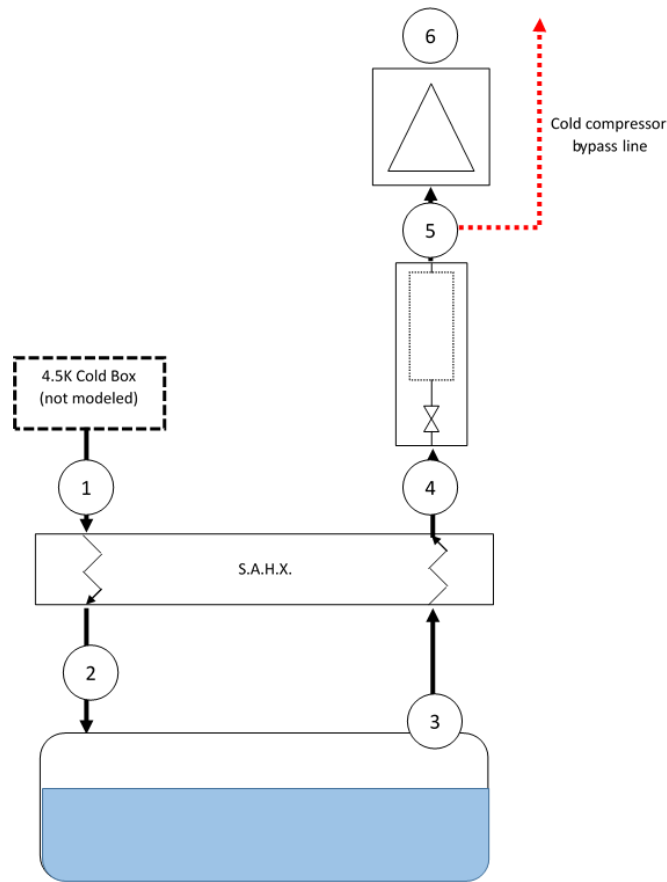 6
Cold compressor
bypass line
5
4.5K Cold Box
(not modeled)
1
4
S.A.H.X.
2
3